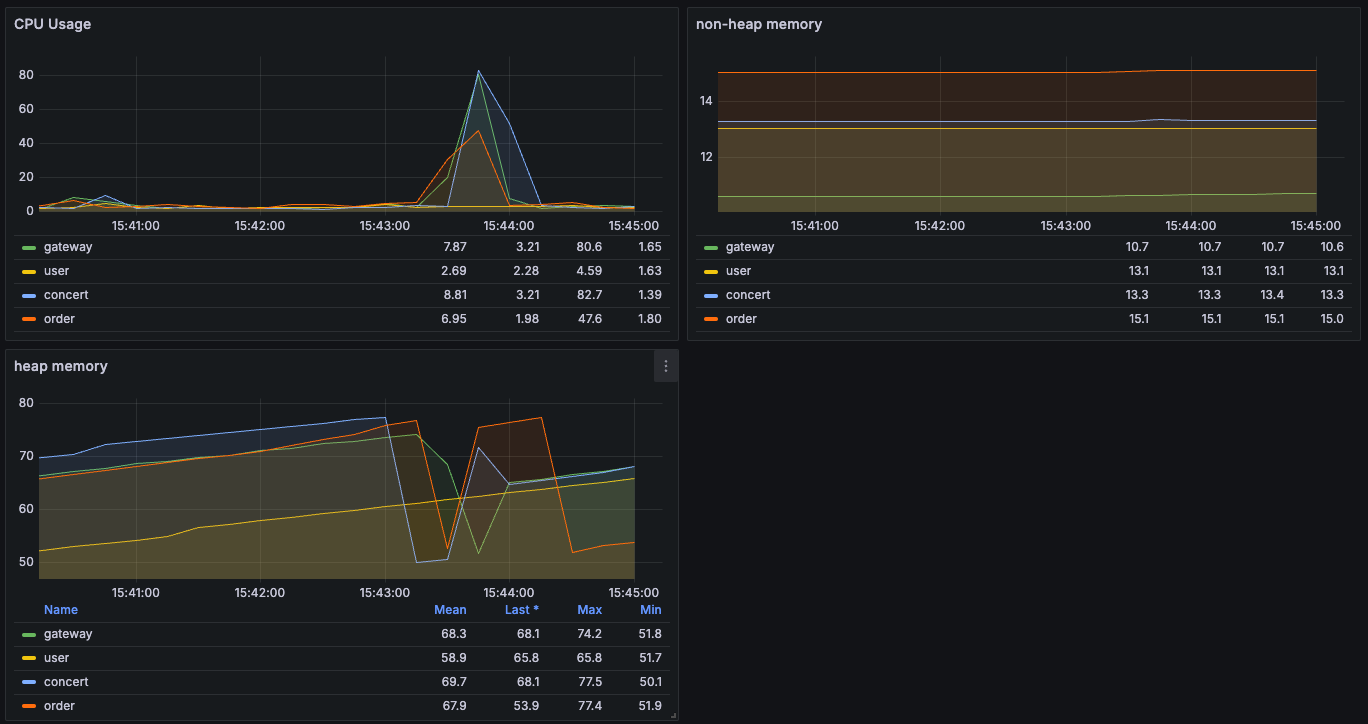 CPU Usage
80
60
40
20
0
15:41:00 15:42:00 15:43:00 15:44:00 15:45:00
gateway 7.87 3.21 80.6 1.65
user 2.69 2.28 4.59 1.63
concert 8.81 3.21 82.7 1.39
order 6.95 1.98 47.6 1.80
non-heap memory
14
12
15:41:00 15:42:00 15:43:00 15:44:00 15:45:00
gateway 10.7 10.7 10.7 10.6
user 13.1 13.1 13.1 13.1
concert 13.3 13.3 13.4 13.3
order 15.1 15.1 15.1 15.0
heap memory
80
70
60
50
15:41:00 15:42:00 15:43:00 15:44:00 15:45:00
Name Mean Last * Max Min
gateway 68.3 68.1 74.2 51.8
user 58.9 65.8 65.8 51.7
concert 69.7 68.1 77.5 50.1
order 67.9 53.9 77.4 51.9